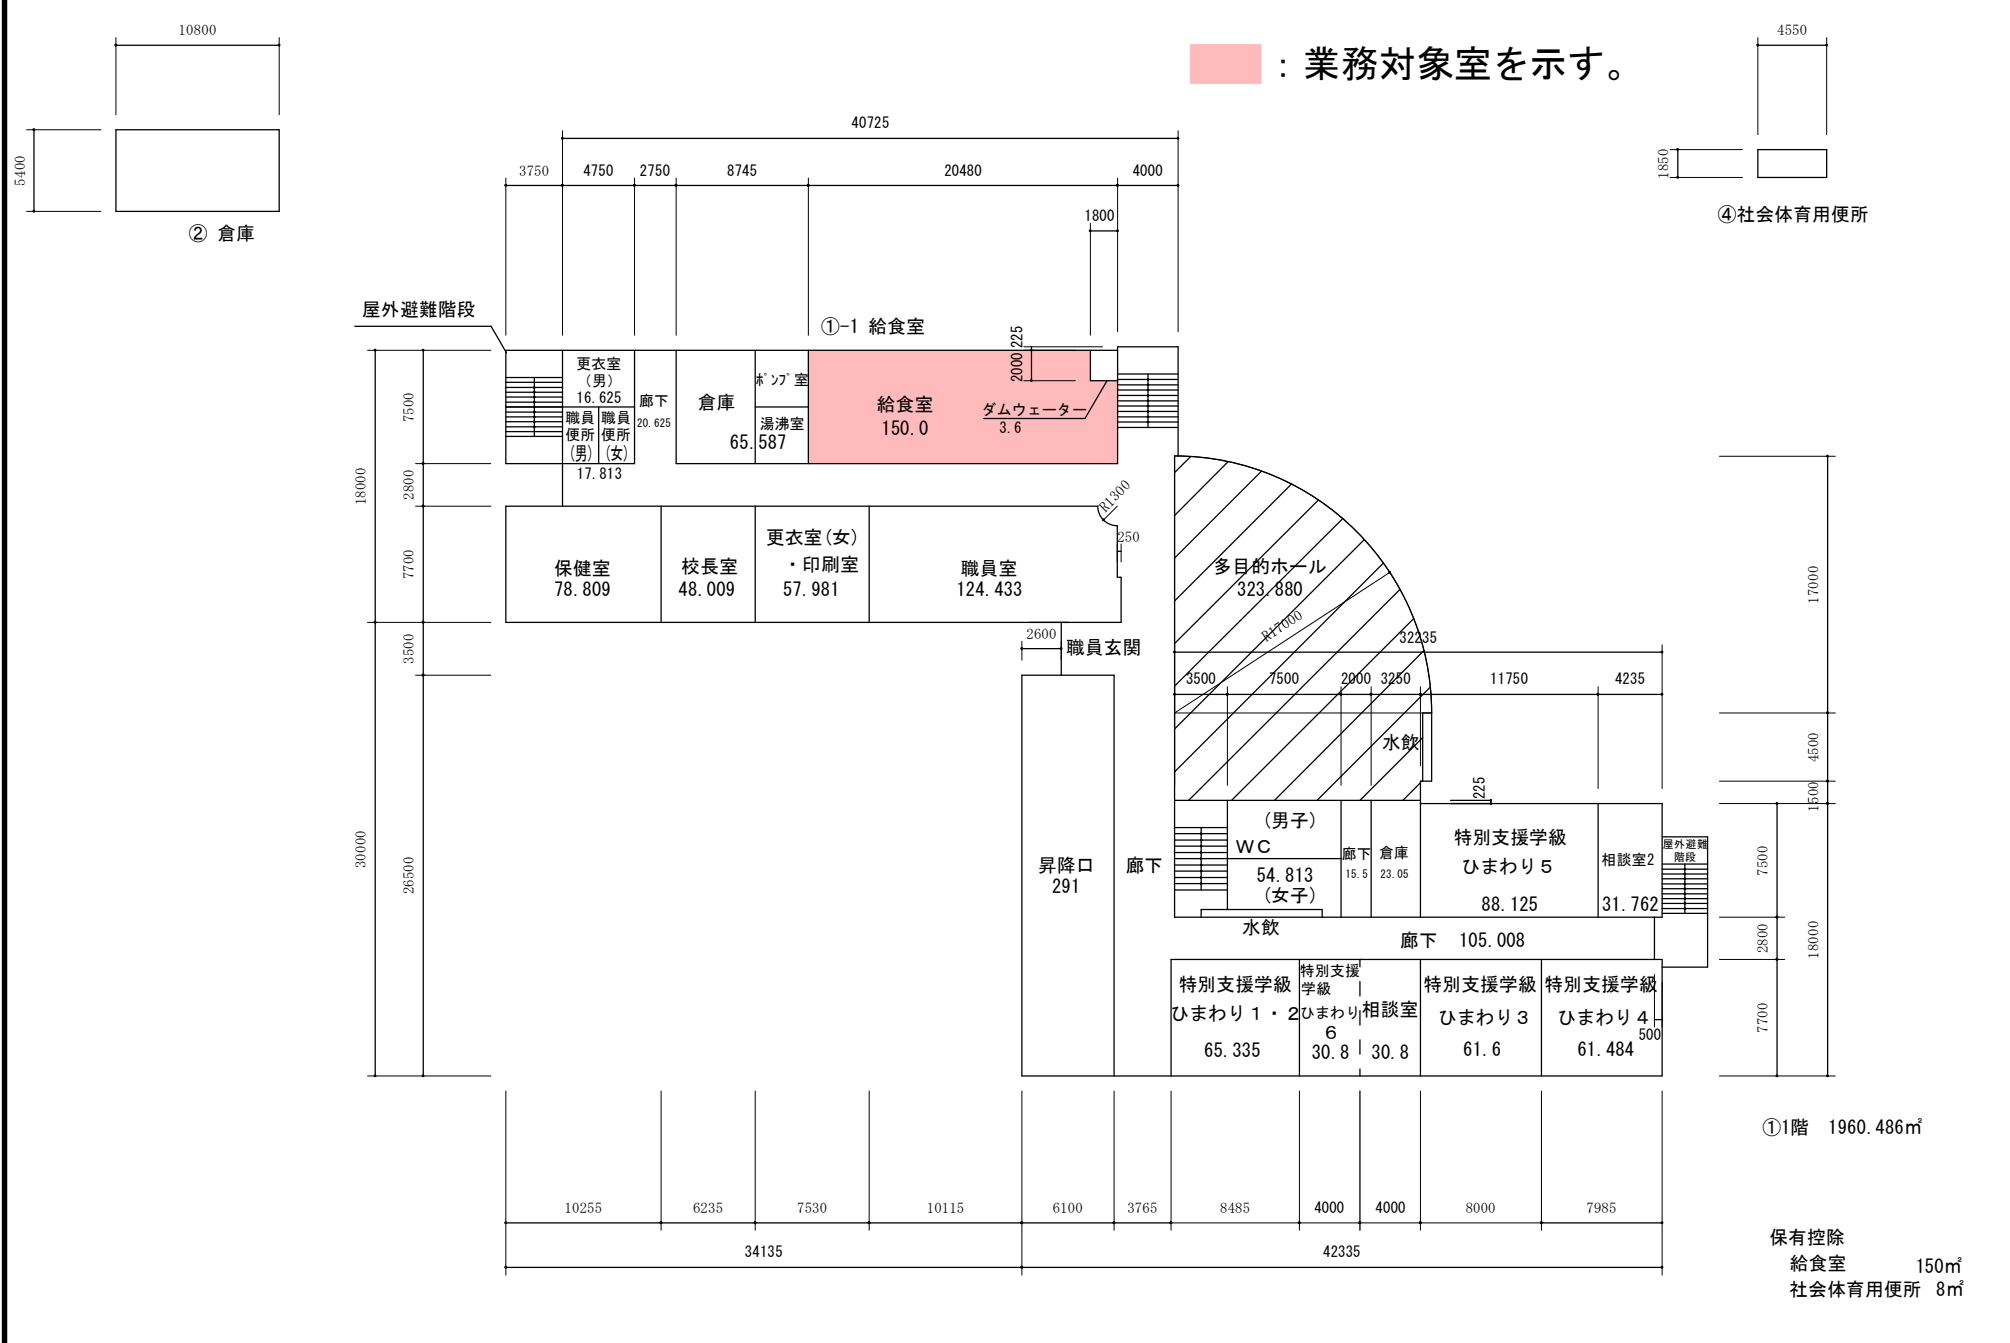 10800
4550
：業務対象室を示す。
40725
5400
1850
3750
4750
2750
8745
20480
4000
1800
② 倉庫
④社会体育用便所
屋外避難階段
①-1 給食室
225
2000
更衣室
（男）
16.625
廊下
20.625
職員
便所
(男)
職員
便所
(女)
17.813
倉庫
ﾎﾟﾝﾌﾟ室
湯沸室
65.587
給食室
150.0
ダムウェーター
3.6
7500
2800
18000
7700
3500
R1300
250
保健室
78.809
校長室
48.009
更衣室(女)
・印刷室
57.981
職員室
124.433
多目的ホール
323.880
R17000
17000
2600
職員玄関
32235
3500
7500
2000
3250
11750
4235
水飲
4500
1500
225
30000
26500
昇降口
291
廊下
(男子)
WC
54.813
(女子)
廊下
15.5
倉庫
23.05
特別支援学級
ひまわり５
88.125
相談室2
31.762
屋外避難
階段
7500
2800
18000
7700
水飲
廊下 105.008
特別支援学級
ひまわり１・２
65.335
特別支援
学級
ひまわり
６
30.8
相談室
30.8
特別支援学級
ひまわり３
61.6
特別支援学級
ひまわり４
61.484
500
①1階 1960.486㎡
10255
6235
7530
10115
6100
3765
8485
4000
4000
8000
7985
34135
42335
保有控除
給食室 150㎡
社会体育用便所 8㎡